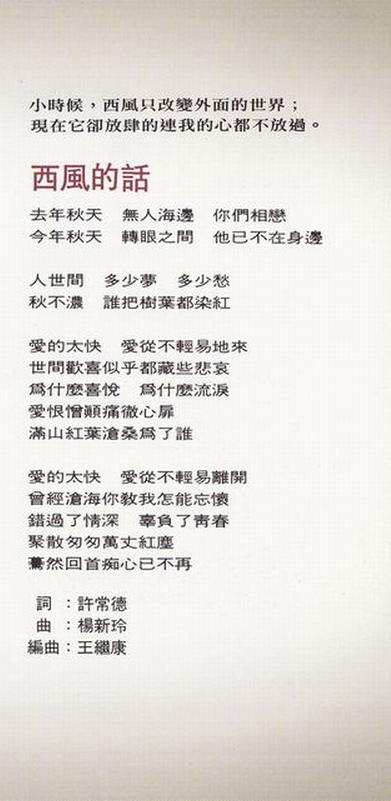 小時候，西風只改變外面的世界；
現在它卻放肆的連我的心都不放過。
西風的話
去年秋天　無人海邊　你們相戀
今年秋天　轉眼之間　他已不在身邊
人世間　多少夢　多少愁
秋不濃　誰把樹葉都染紅
愛的太快　愛從不輕易地來
世間歡喜似乎都藏些悲哀
爲什麼喜悅　爲什麼流淚
愛恨憎顚痛徹心扉
滿山紅葉滄桑爲了誰
愛的太快　愛從不輕易離開
曾經滄海你敎我怎能忘懷
錯過了情深　辜負了靑春
聚散匆匆萬丈紅塵
驀然回首痴心已不再
詞　：許常德
曲　：楊新玲
編曲：王繼康